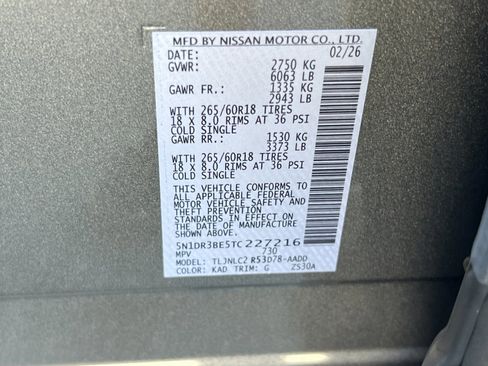 MFD BY NISSAN MOTOR CO., LTD.
DATE: 02/26
GVWR: 2750 KG
6063 LB
GAWR FR.: 1335 KG
2943 LB
WITH 265/60R18 TIRES
18 X 8.0 RIMS AT 36 PSI
COLD SINGLE
GAWR RR.: 1530 KG
3373 LB
WITH 265/60R18 TIRES
18 X 8.0 RIMS AT 36 PSI
COLD SINGLE
THIS VEHICLE CONFORMS TO
ALL APPLICABLE FEDERAL
MOTOR VEHICLE SAFETY AND
THEFT PREVENTION
STANDARDS IN EFFECT ON
THE DATE OF MANUFACTURE
SHOWN ABOVE.
5N1DR3BE5TC227216
MPV 730
MODEL: TLJNLC2 R53D78-AADD
COLOR: KAD TRIM: G ZS30A